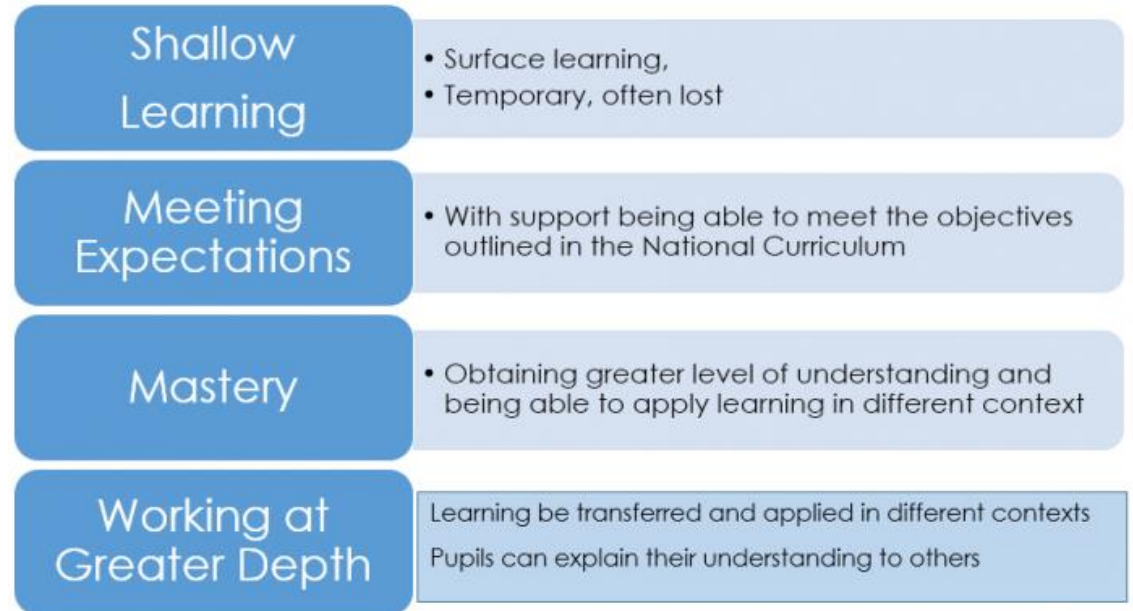 Shallow
Learning
• Surface learning,
• Temporary, often lost
Meeting
Expectations
• With support being able to meet the objectives
outlined in the National Curriculum
Mastery
• Obtaining greater level of understanding and
being able to apply learning in different context
Working at
Greater Depth
Learning be transferred and applied in different contexts
Pupils can explain their understanding to others